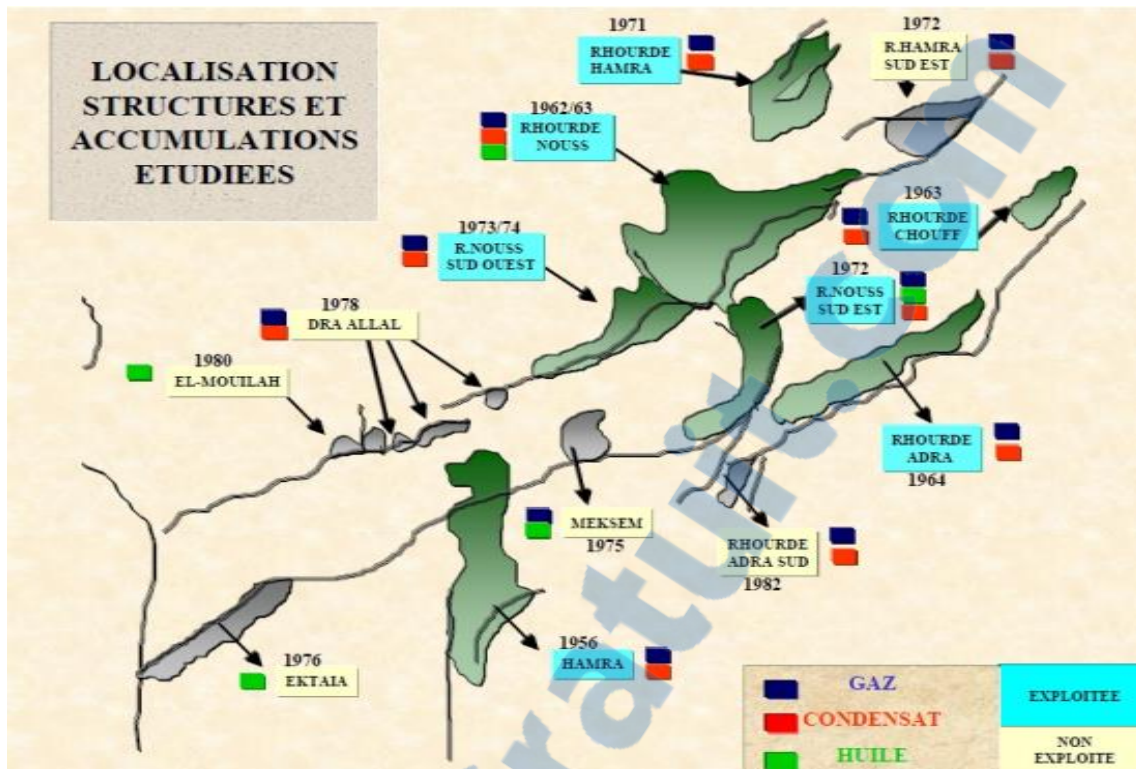 LOCALISATION
STRUCTURES ET
ACCUMULATIONS
ETUDIEES
1971
RHOURDE
HAMRA
1972
R.HAMRA
SUD EST
1962/63
RHOURDE
NOUSS
1963
RHOURDE
CHOUFF
1973/74
R.NOUSS
SUD OUEST
1972
R.NOUSS
SUD EST
1978
DRA ALLAL
1980
EL-MOUILAH
RHOURDE
ADRA
1964
MEKSEM
1975
RHOURDE
ADRA SUD
1982
1956
HAMRA
1976
EKTAIA
GAZ
CONDENSAT
HUILE
EXPLOITEE
NON
EXPLOITE